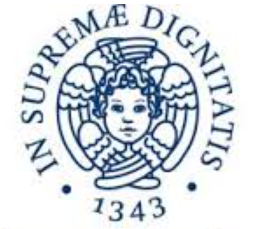 IN SUPREMÆ DIGNITATIS
1343